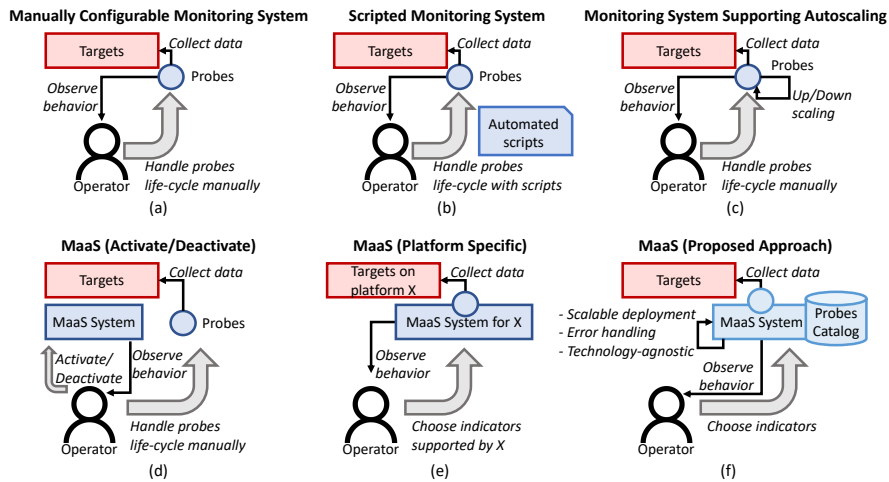 Manually Configurable Monitoring System
Targets
Collect data
Probes
Observe
behavior
Handle probes
life-cycle manually
Operator
(a)
Scripted Monitoring System
Targets
Collect data
Probes
Observe
behavior
Automated
scripts
Handle probes
life-cycle with scripts
Operator
(b)
Monitoring System Supporting Autoscaling
Targets
Collect data
Probes
Observe
behavior
Up/Down
scaling
Handle probes
life-cycle manually
Operator
(c)
MaaS (Activate/Deactivate)
Targets
Collect data
MaaS System
Probes
Activate/
Deactivate
Observe
behavior
Handle probes
life-cycle manually
Operator
(d)
MaaS (Platform Specific)
Targets on
platform X
Collect data
MaaS System for X
Observe
behavior
Choose indicators
supported by X
Operator
(e)
MaaS (Proposed Approach)
Targets
Collect data
- Scalable deployment
- Error handling
- Technology-agnostic
MaaS System
Probes
Catalog
Observe
behavior
Choose indicators
Operator
(f)